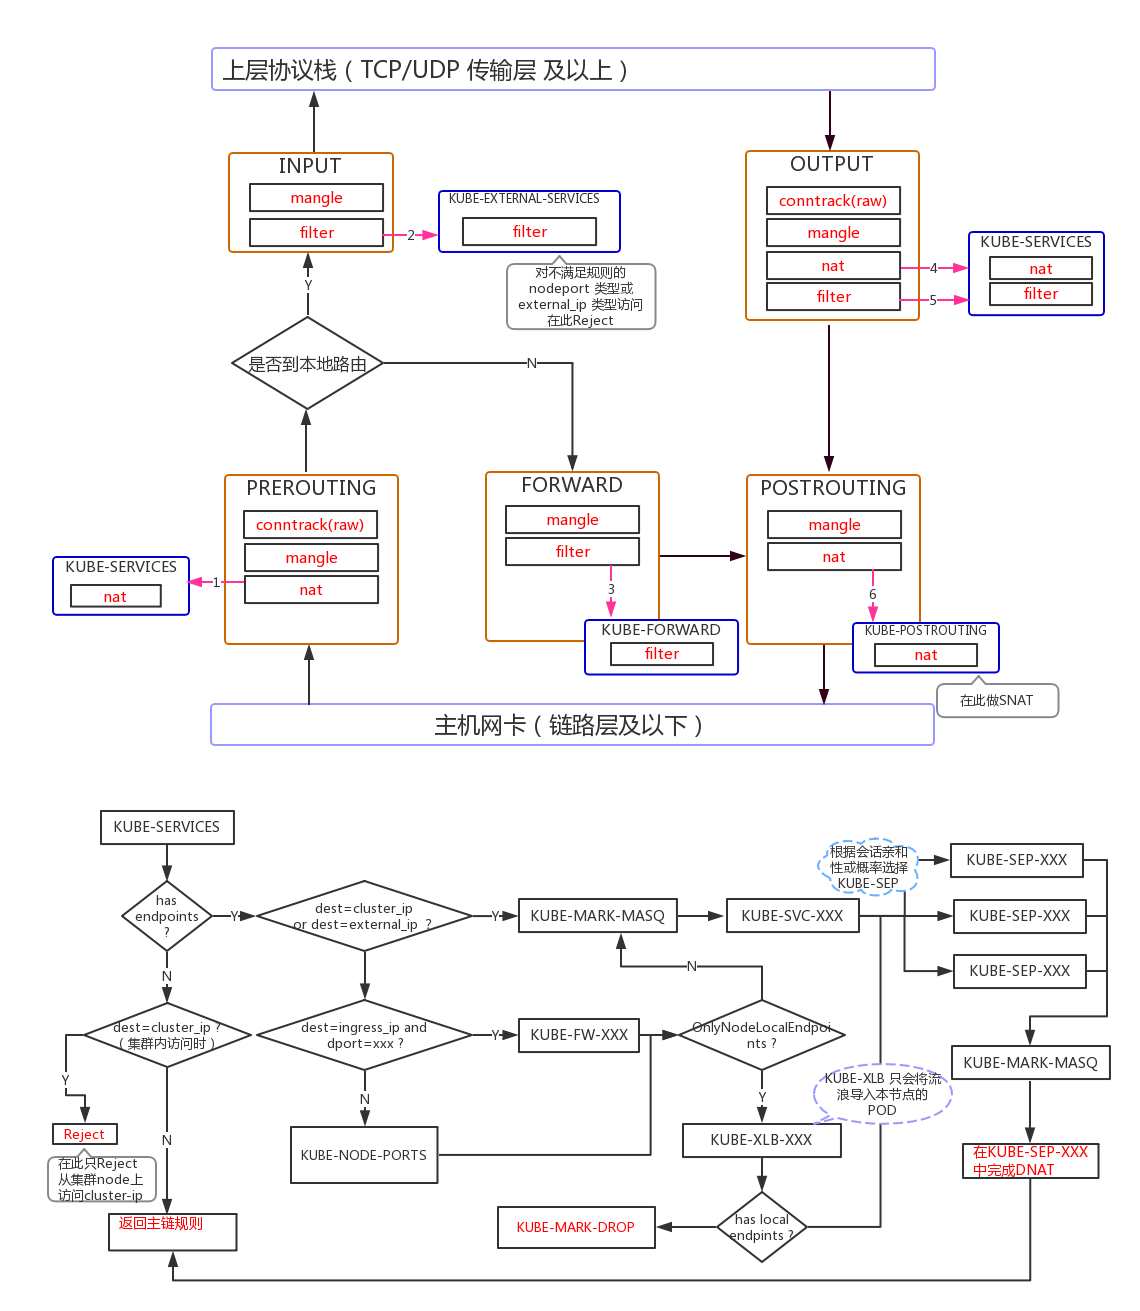 上层协议栈（TCP/UDP 传输层 及以上）
INPUT
mangle
filter
2
KUBE-EXTERNAL-SERVICES
filter
对不满足规则的
nodeport 类型或
external_ip 类型访问
在此Reject
OUTPUT
conntrack(raw)
mangle
nat
filter
4
5
KUBE-SERVICES
nat
filter
Y
是否到本地路由
N
PREROUTING
conntrack(raw)
mangle
nat
1
KUBE-SERVICES
nat
FORWARD
mangle
filter
3
KUBE-FORWARD
filter
POSTROUTING
mangle
nat
6
KUBE-POSTROUTING
nat
在此做SNAT
主机网卡（链路层及以下）
KUBE-SERVICES
has
endpoints
?
Y
dest=cluster_ip
or dest=external_ip ?
Y
KUBE-MARK-MASQ
KUBE-SVC-XXX
根据会话亲和
性或概率选择
KUBE-SEP
KUBE-SEP-XXX
KUBE-SEP-XXX
KUBE-SEP-XXX
N
N
dest=cluster_ip ?
（集群内访问时）
dest=ingress_ip and
dport=xxx ?
Y
KUBE-FW-XXX
OnlyNodeLocalEndpoi
nts ?
KUBE-MARK-MASQ
Y
N
Y
KUBE-XLB 只会将流
浪导入本节点的
POD
Reject
在此只Reject
从集群node上
访问cluster-ip
N
KUBE-NODE-PORTS
KUBE-XLB-XXX
在KUBE-SEP-XXX
中完成DNAT
返回主链规则
KUBE-MARK-DROP
has local
endpints ?